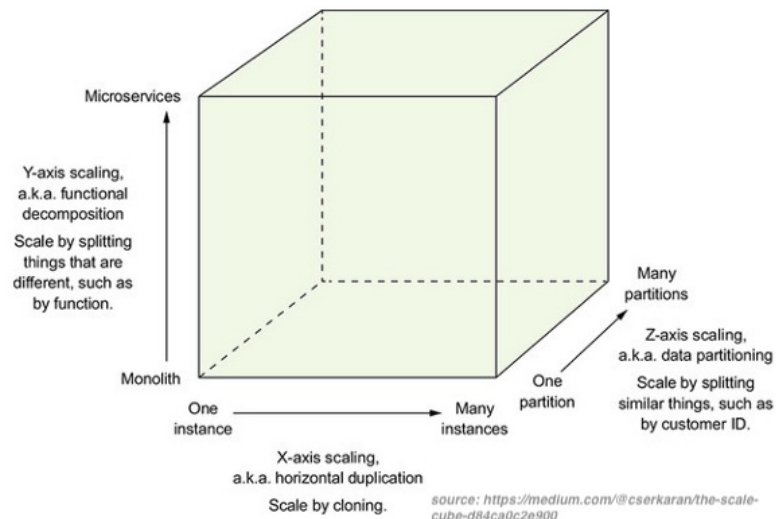 Microservices
Y-axis scaling,
a.k.a. functional
decomposition
Scale by splitting
things that are
different, such as
by function.
Monolith
One
instance
Many
instances
X-axis scaling,
a.k.a. horizontal duplication
Scale by cloning.
One
partition
Many
partitions
Z-axis scaling,
a.k.a. data partitioning
Scale by splitting
similar things, such as
by customer ID.
source: https://medium.com/@cserkaran/the-scale-
cube-d84ca0c2e900